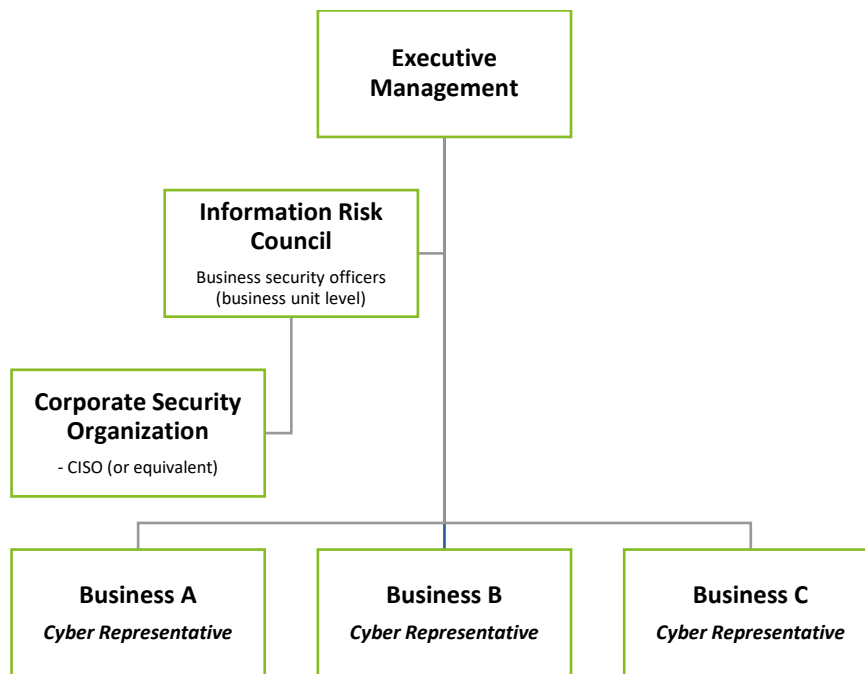 Executive
Management
Information Risk
Council
Business security officers
(business unit level)
Corporate Security
Organization
- CISO (or equivalent)
Business A
Cyber Representative
Business B
Cyber Representative
Business C
Cyber Representative